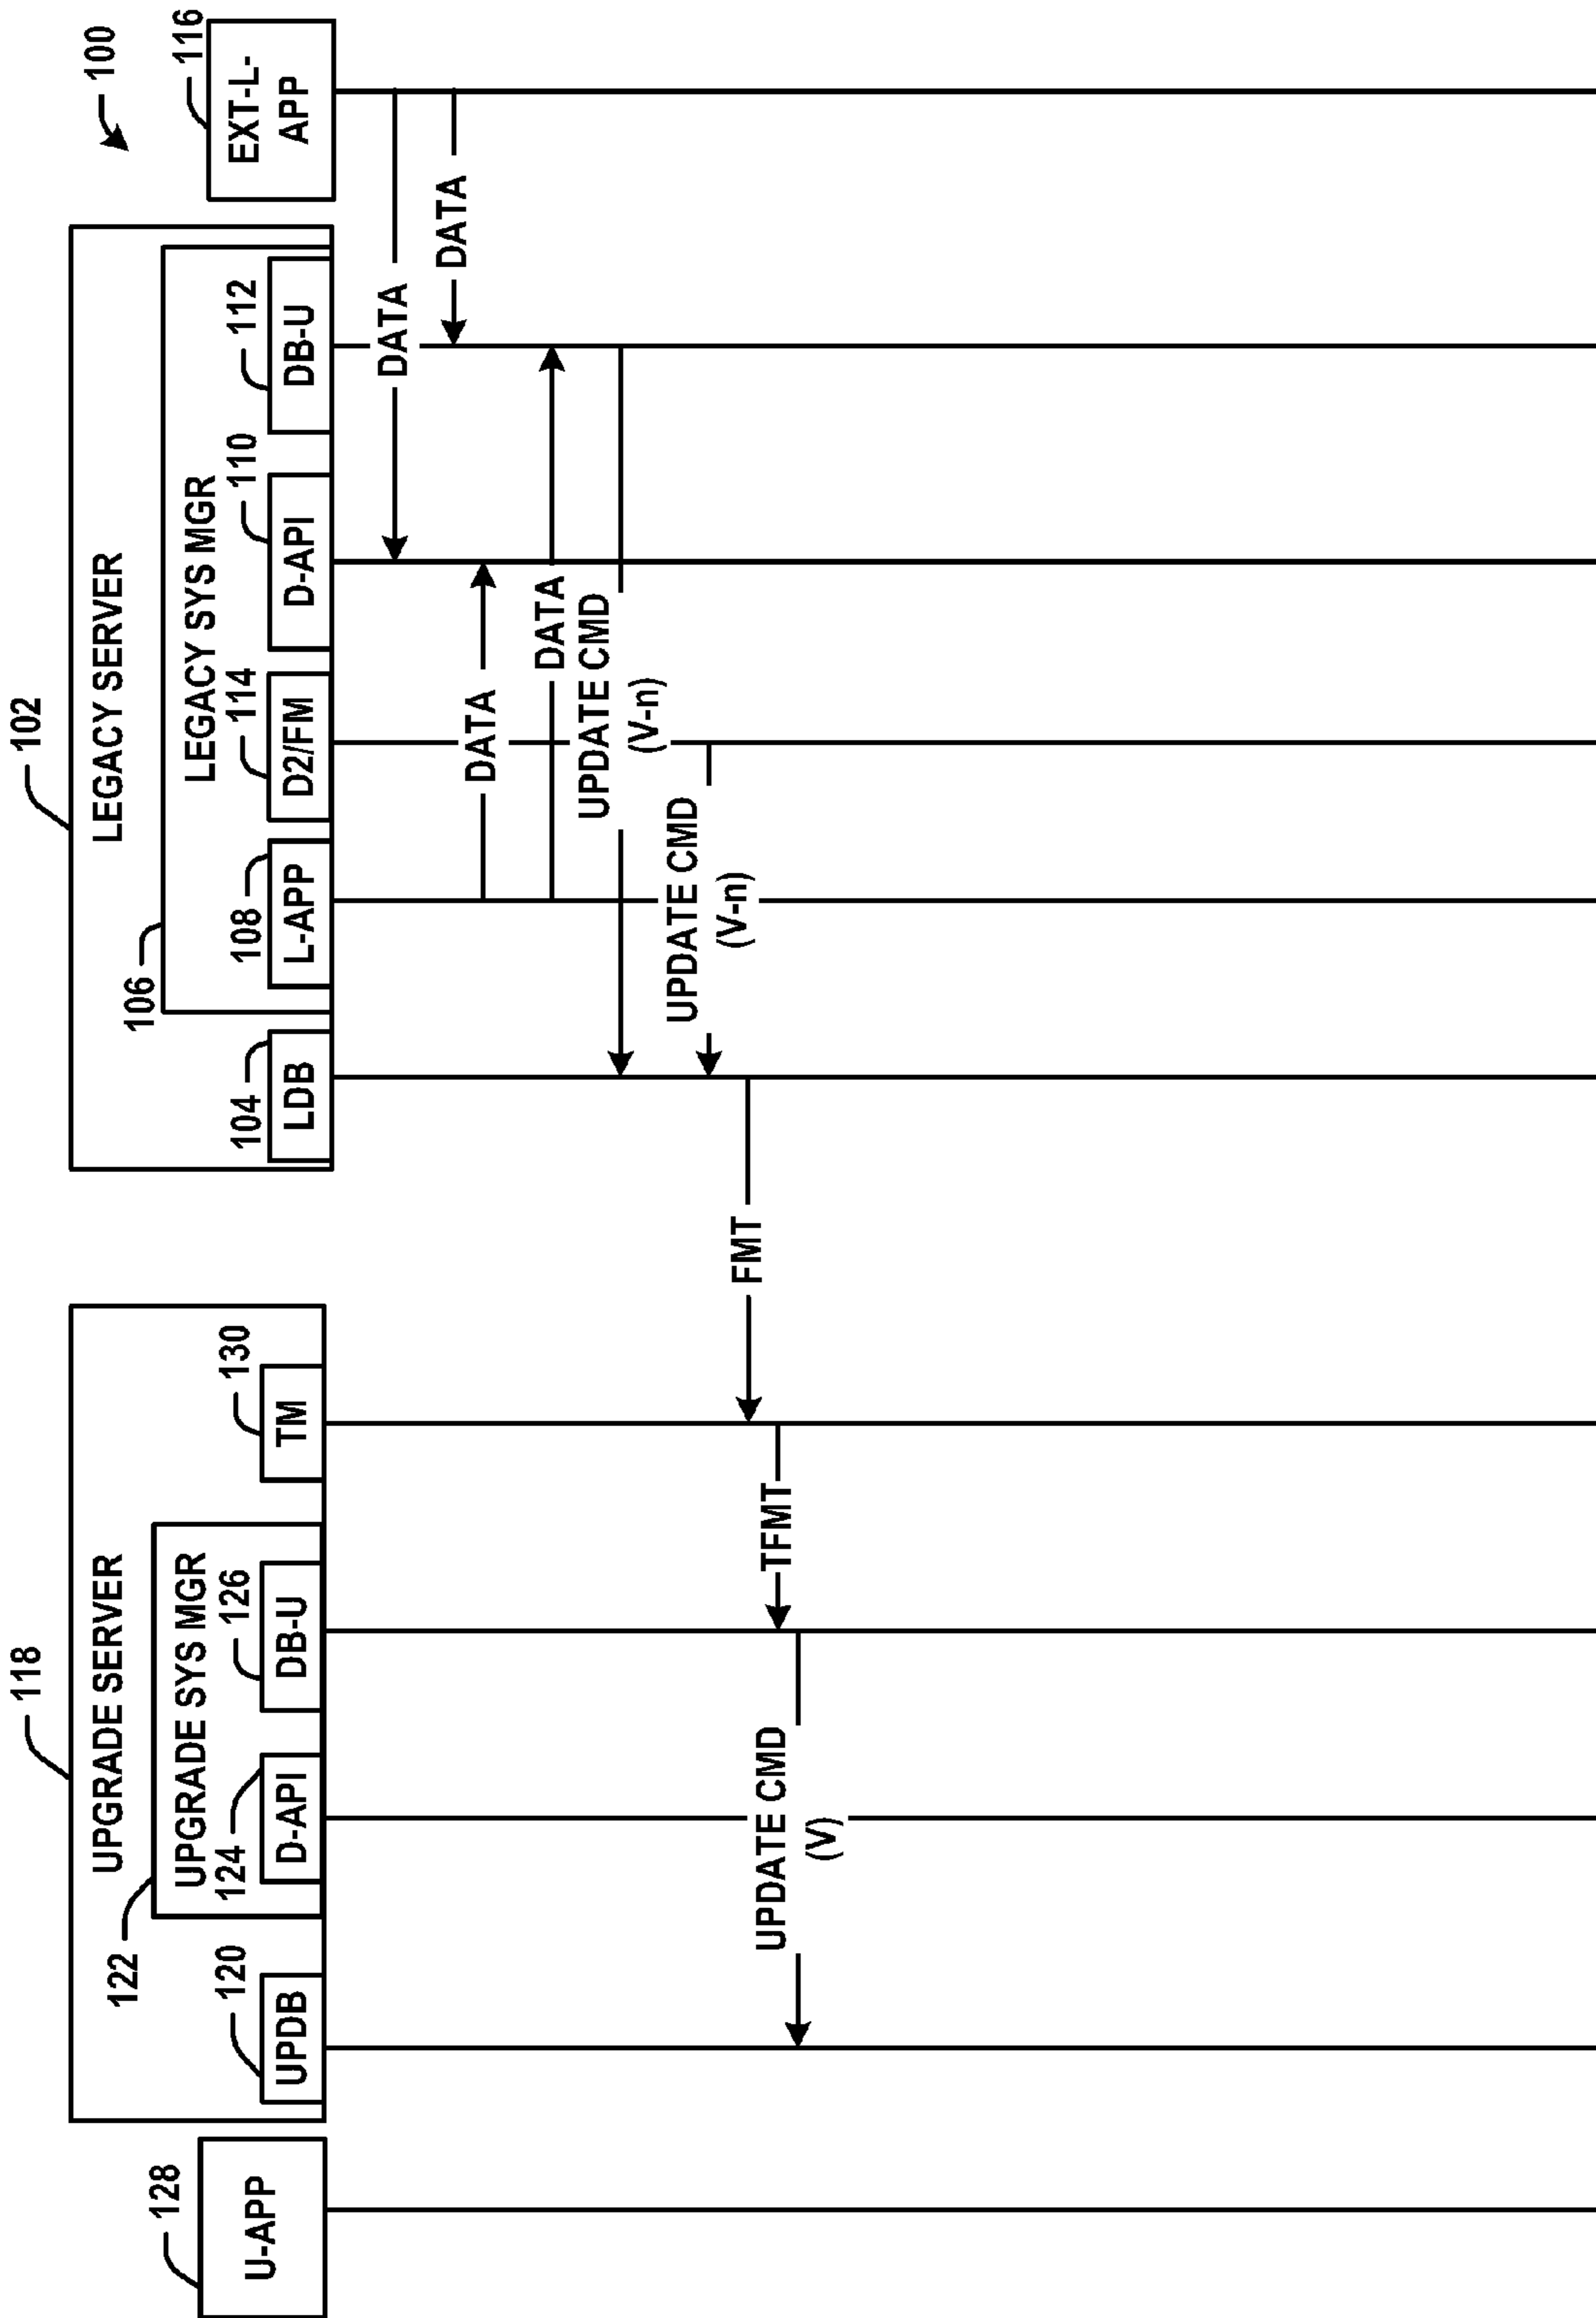 100
118
102
UPGRADE SERVER
LEGACY SERVER
116
122
UPGRADE SYS MGR
106
LEGACY SYS MGR
128
120
124
126
130
104
108
114
110
112
U-APP
UPDB
D-API
DB-U
TM
LDB
L-APP
D2/FM
D-API
DB-U
EXT-L-
APP
DATA
DATA
DATA
DATA
UPDATE CMD
(V-n)
UPDATE CMD
(V-n)
FMT
TFMT
UPDATE CMD
(V)